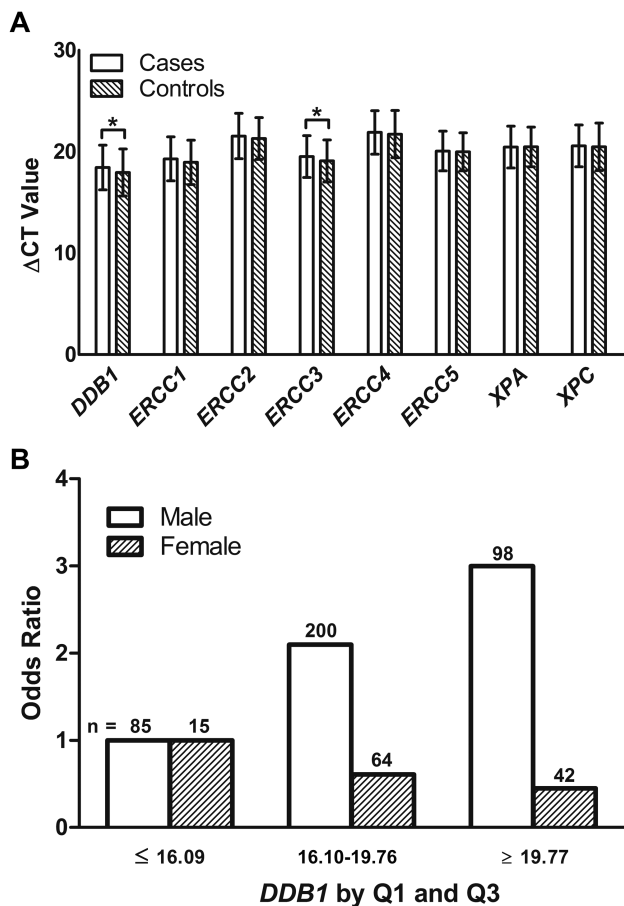 A
30
Cases
Controls
*
*
20
10
0
ΔCT Value
DDB1
ERCC1
ERCC2
ERCC3
ERCC4
ERCC5
XPA
XPC
B
4
Male
Female
3
98
200
2
n = 85
15
1
64
42
0
Odds Ratio
≤ 16.09
16.10-19.76
≥ 19.77
DDB1 by Q1 and Q3